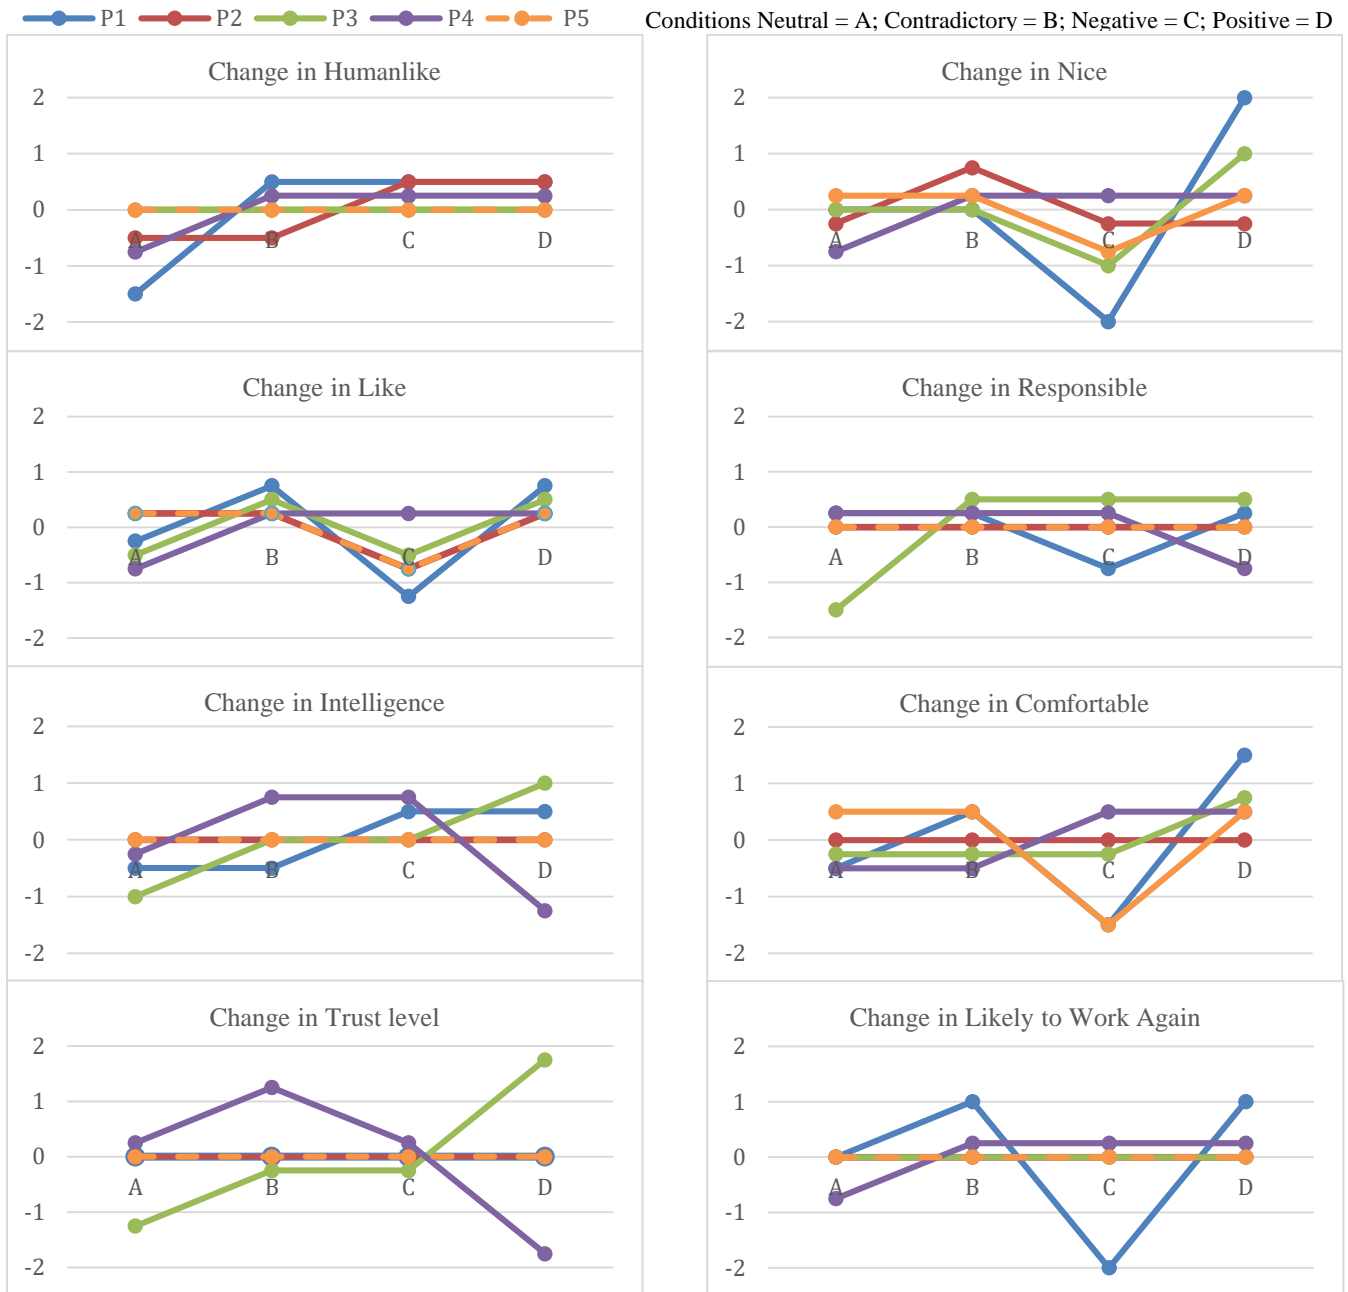 P1 P2 P3 P4 P5 Conditions Neutral = A; Contradictory = B; Negative = C; Positive = D
Change in Humanlike
2
1
0
-1
-2
A B C D
Change in Nice
2
1
0
-1
-2
A B C D
Change in Like
2
1
0
-1
-2
A B C D
Change in Responsible
2
1
0
-1
-2
A B C D
Change in Intelligence
2
1
0
-1
-2
A B C D
Change in Comfortable
2
1
0
-1
-2
A B C D
Change in Trust level
2
1
0
-1
-2
A B C D
Change in Likely to Work Again
2
1
0
-1
-2
A B C D